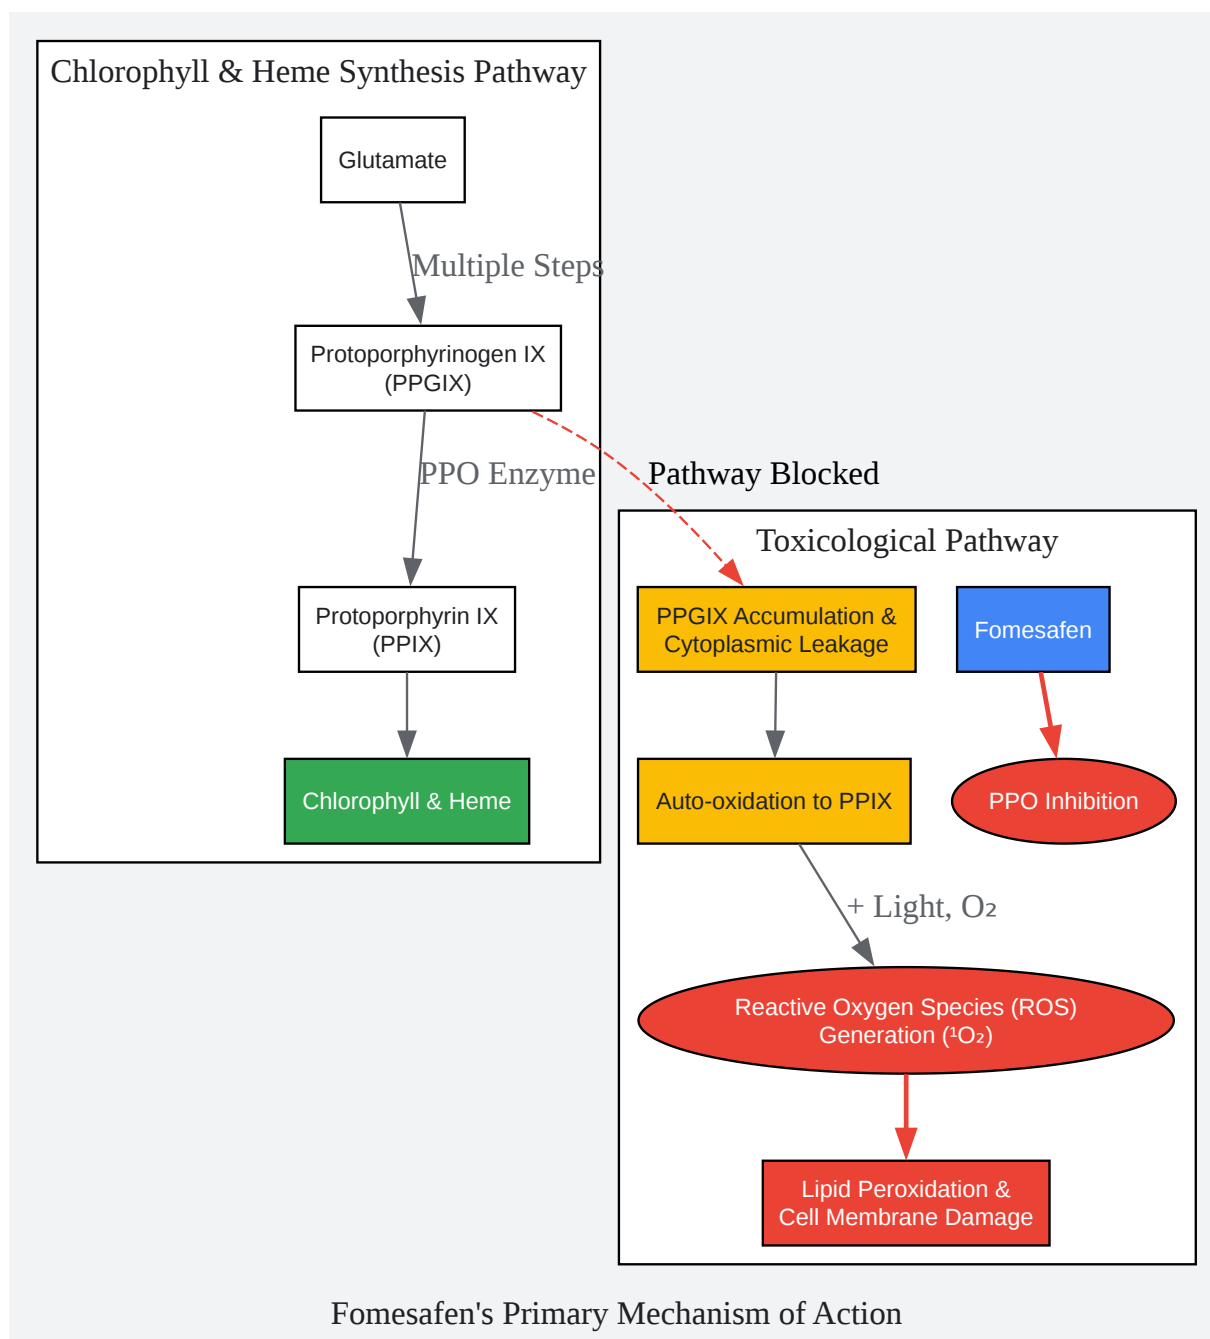 Chlorophyll & Heme Synthesis Pathway
Glutamate
Multiple Steps
Protoporphyrinogen IX
(PPGIX)
PPO Enzyme
Pathway Blocked
Protoporphyrin IX
(PPIX)
Chlorophyll & Heme
Toxicological Pathway
PPGIX Accumulation &
Cytoplasmic Leakage
Fomesafen
Auto-oxidation to PPIX
PPO Inhibition
+ Light, O₂
Reactive Oxygen Species (ROS)
Generation (¹O₂)
Lipid Peroxidation &
Cell Membrane Damage
Fomesafen's Primary Mechanism of Action